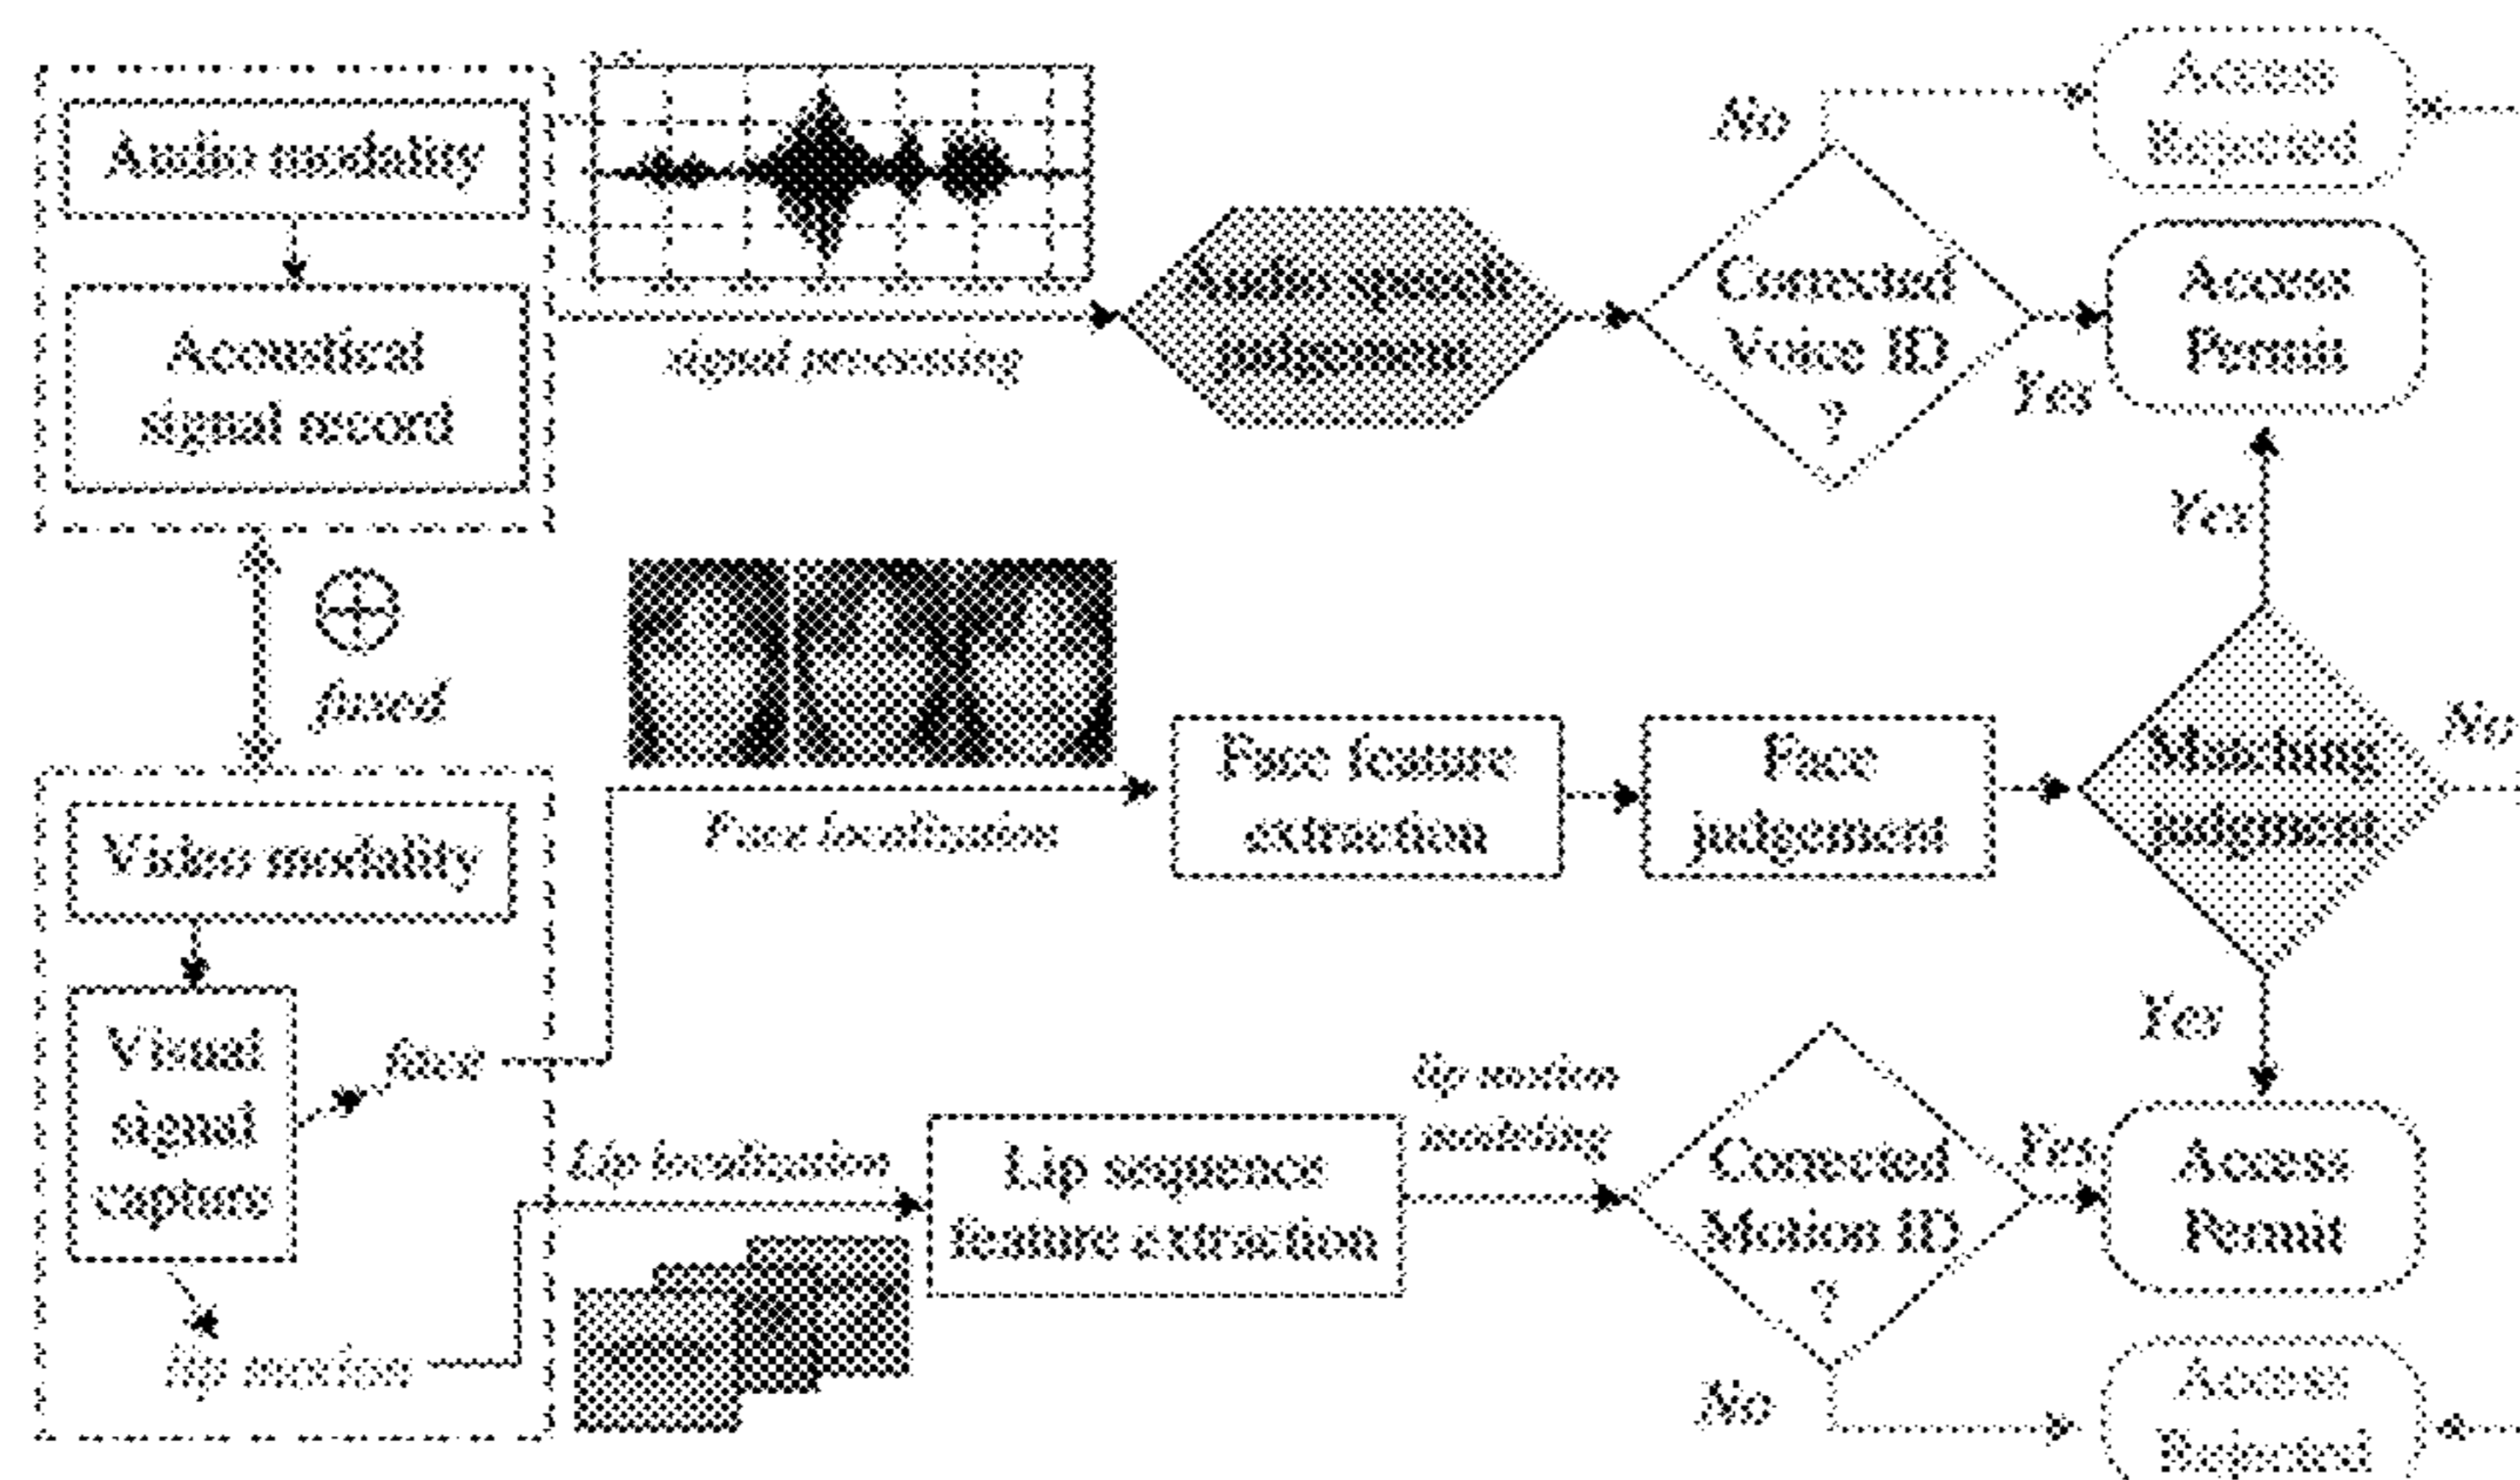 Audio modality
Accoustical
signal record
signal processing
Audio speech
judgement
No
Corrected
Voice ID
?
Yes
Access
Rejected
Access
Permit
Yes
fused
Video modality
Visual
signal
capture
face
lip motion
Face localization
Face feature
extraction
Face
judgement
Matching
judgment
No
Yes
Lip localization
Lip sequence
feature extraction
lip motion
modeling
Corrected
Motion ID
?
Yes
No
Access
Permit
Access
Rejected